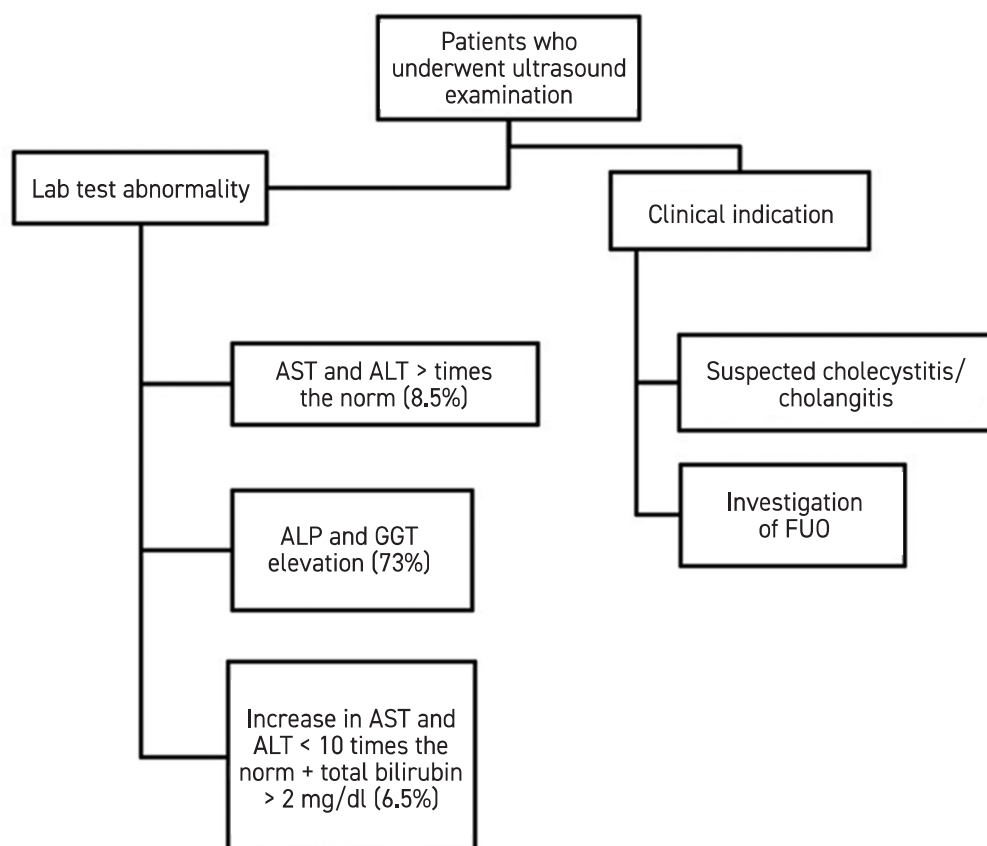 Patients who
underwent ultrasound
examination
Lab test abnormality
Clinical indication
AST and ALT > times
the norm (8.5%)
Suspected cholecystitis/
cholangitis
ALP and GGT
elevation (73%)
Investigation
of FUO
Increase in AST and
ALT < 10 times the
norm + total bilirubin
> 2 mg/dl (6.5%)